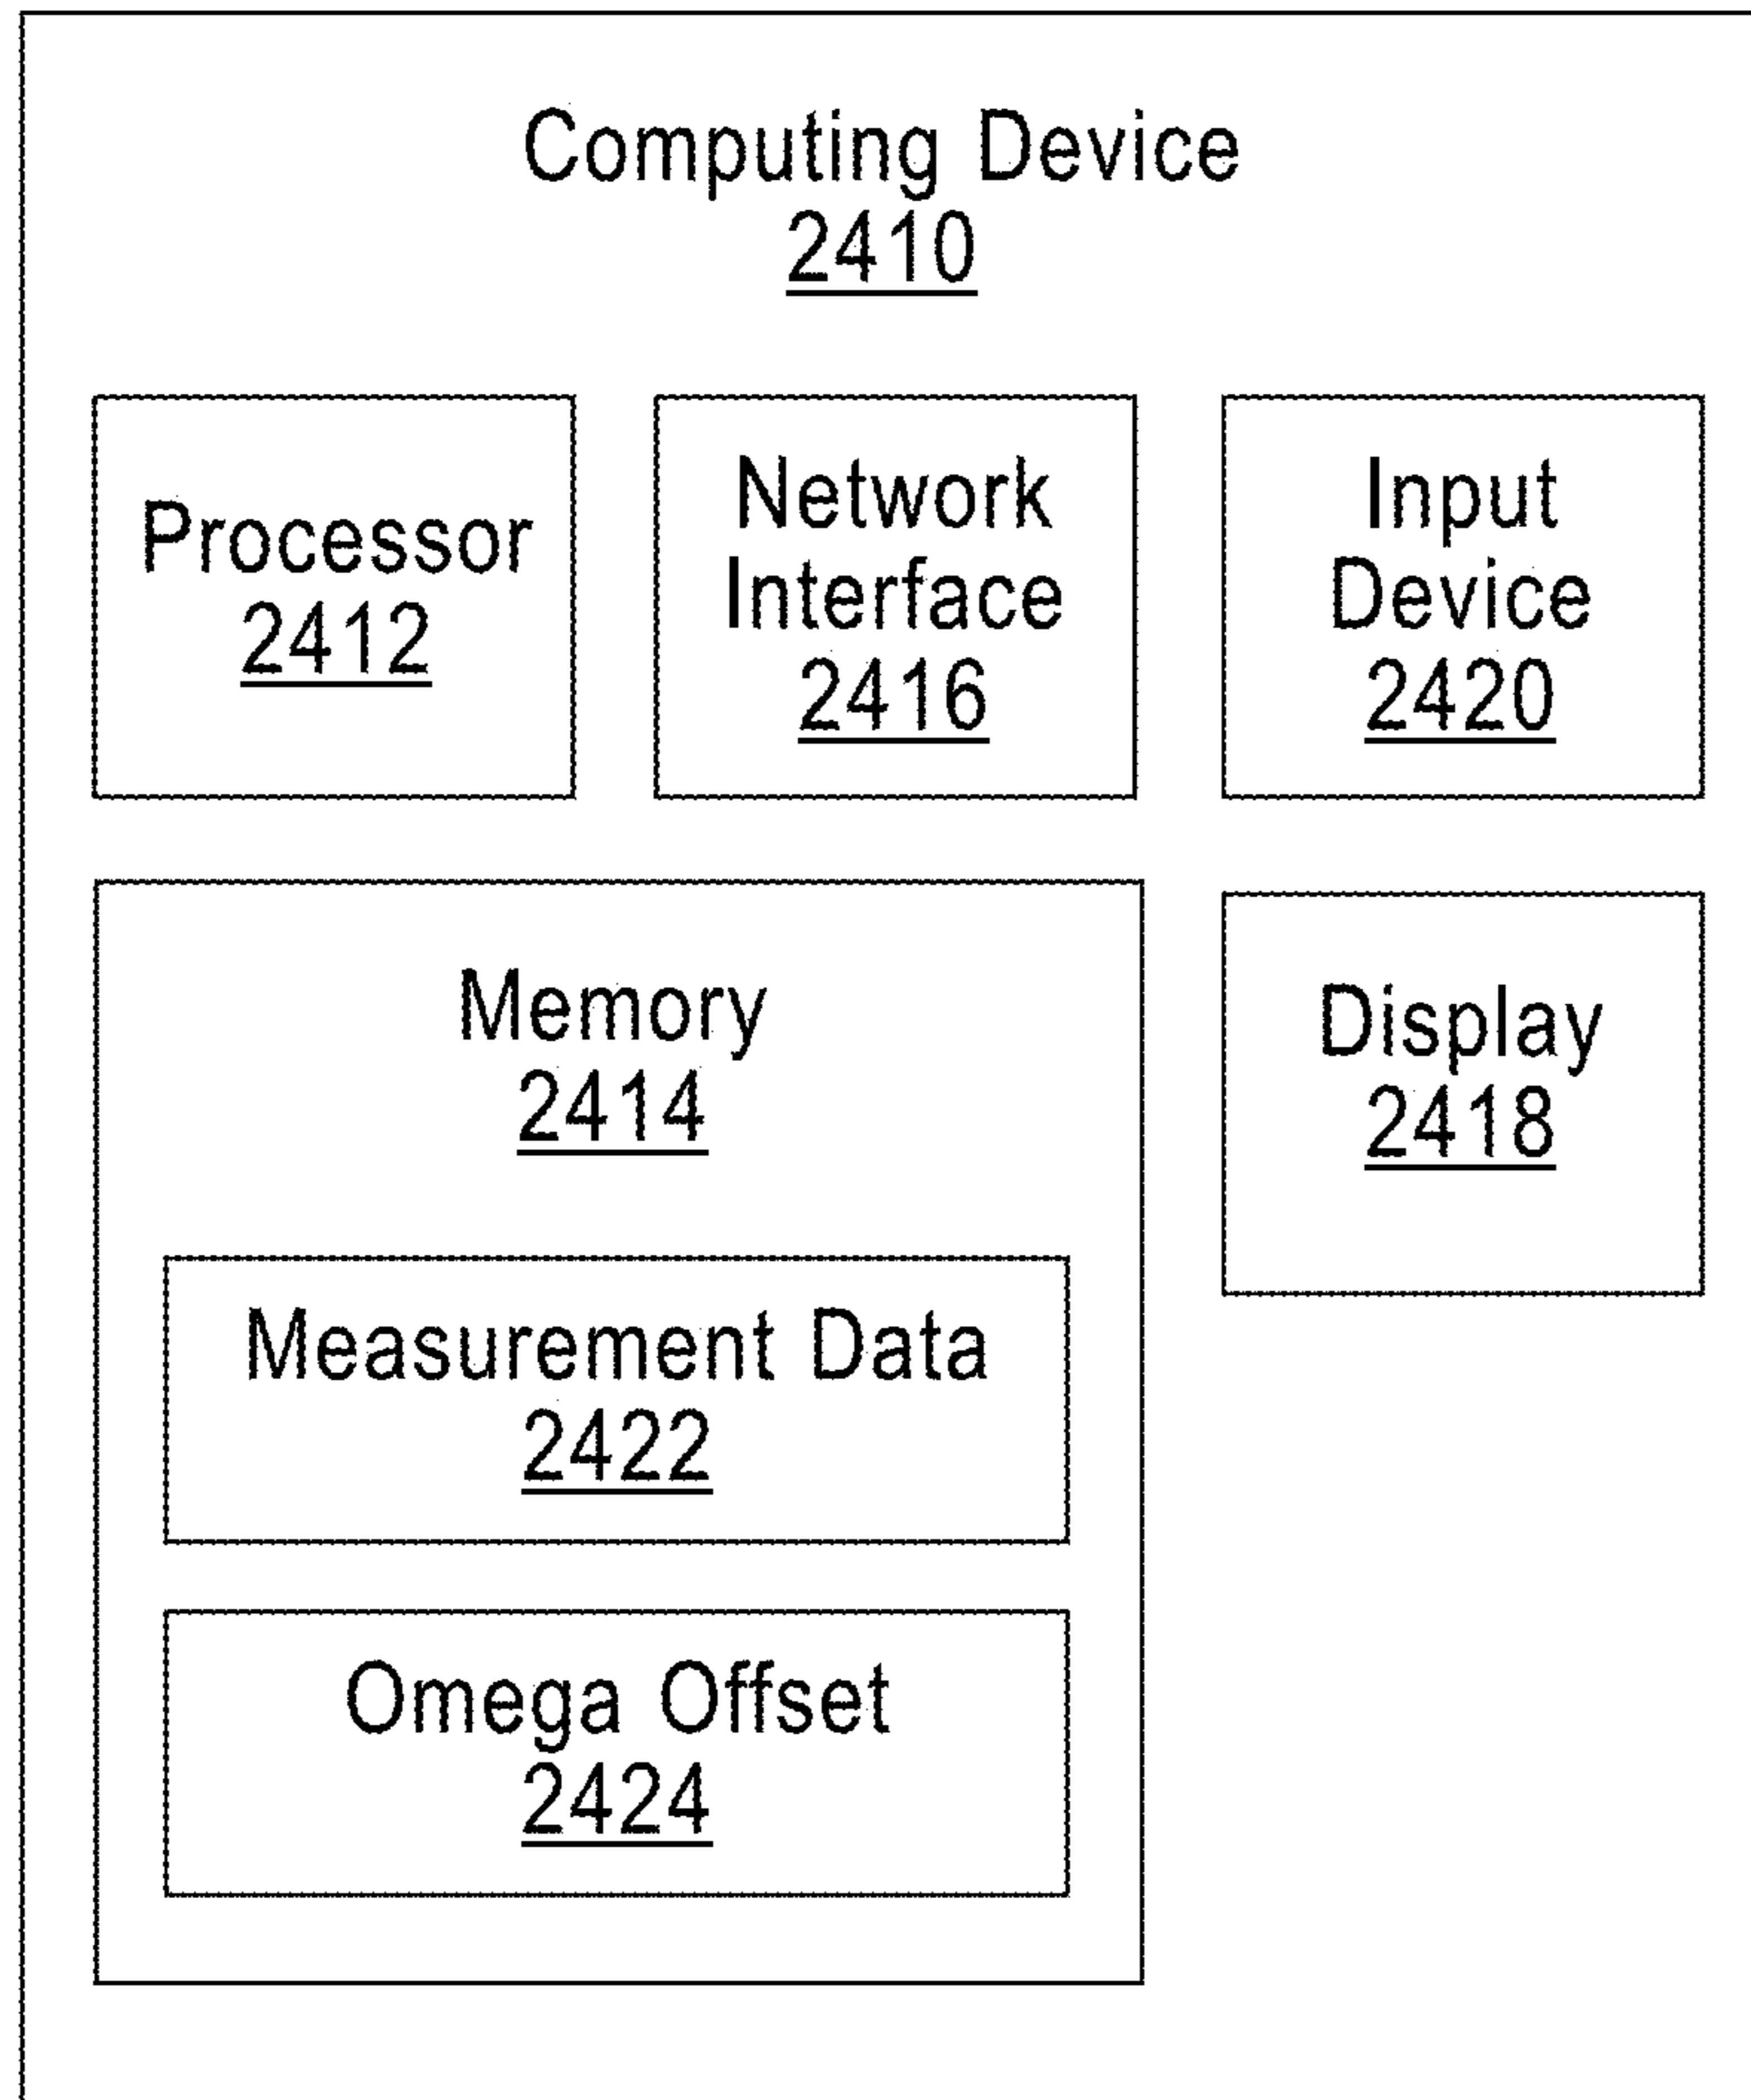 Computing Device
2410
Processor
2412
Network
Interface
2416
Input
Device
2420
Memory
2414
Measurement Data
2422
Omega Offset
2424
Display
2418